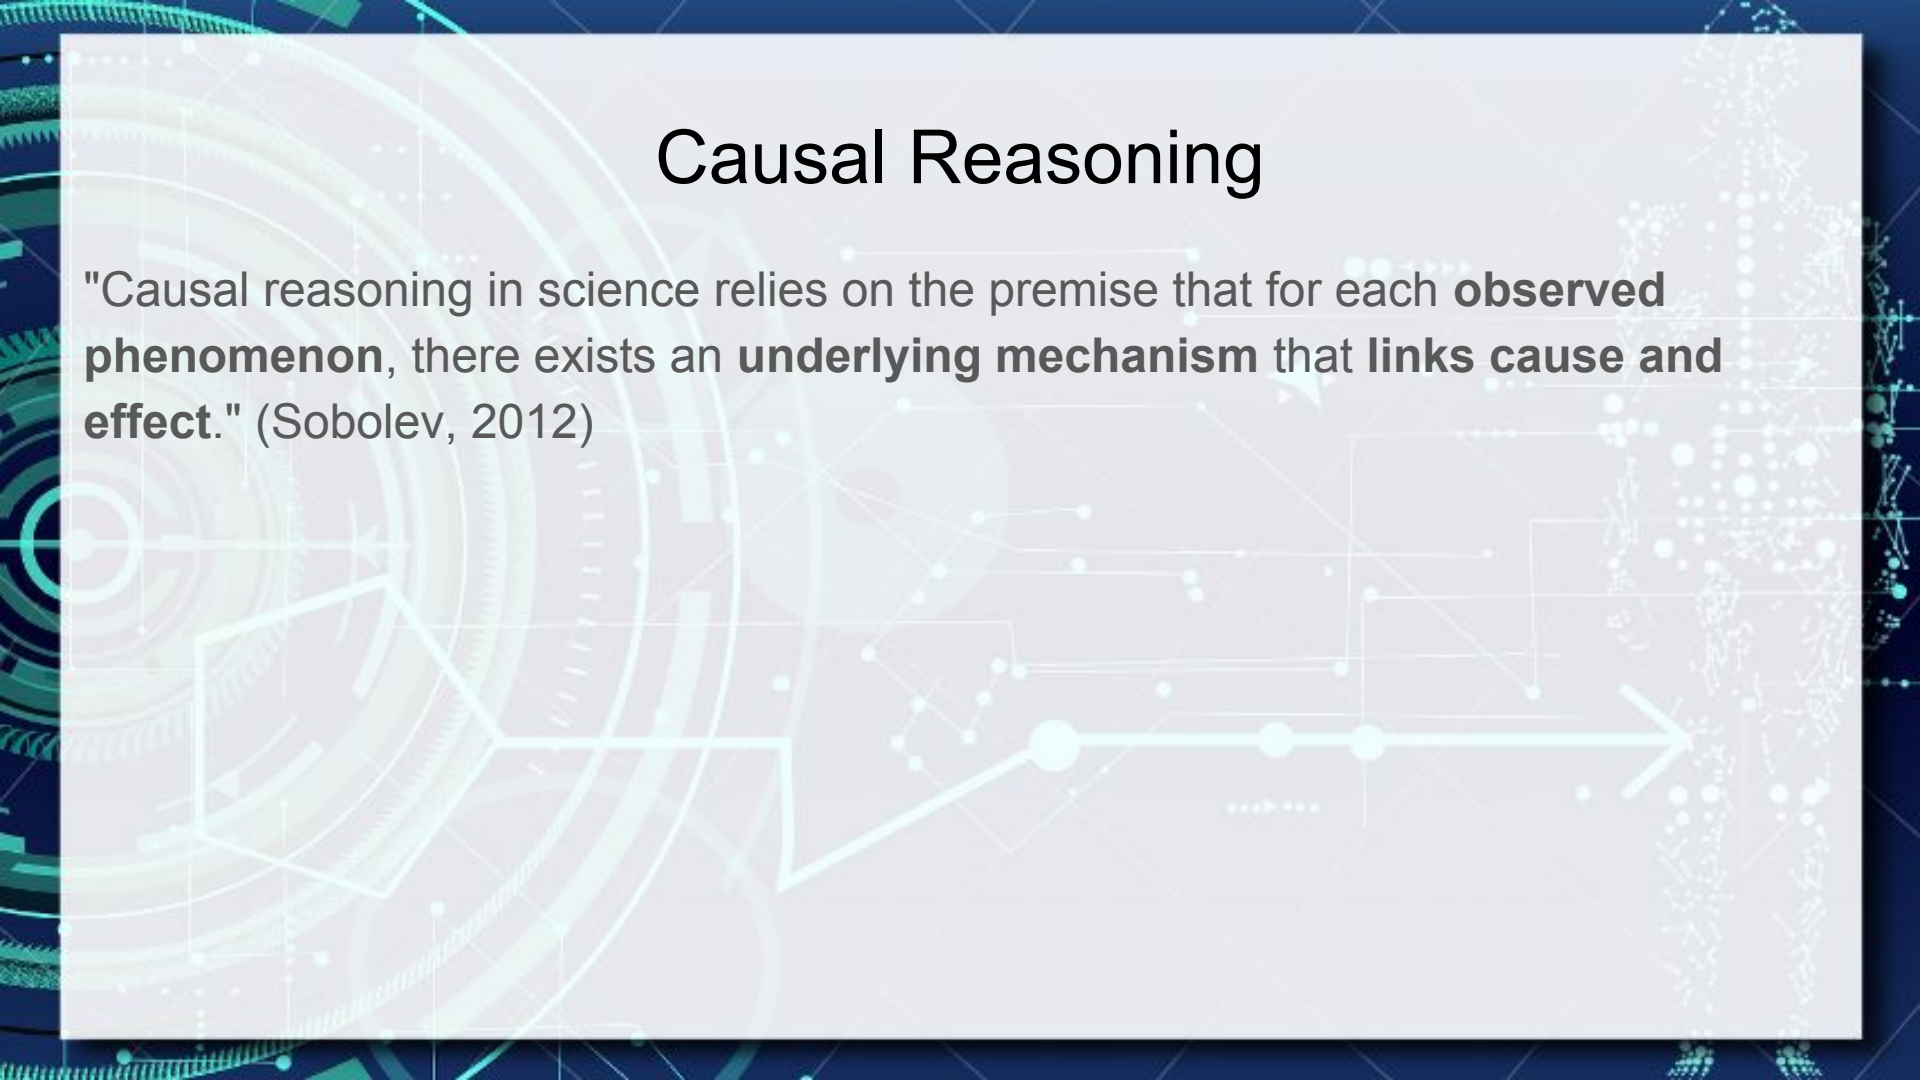 Causal Reasoning
"Causal reasoning in science relies on the premise that for each observed
phenomenon, there exists an underlying mechanism that links cause and
effect." (Sobolev, 2012)